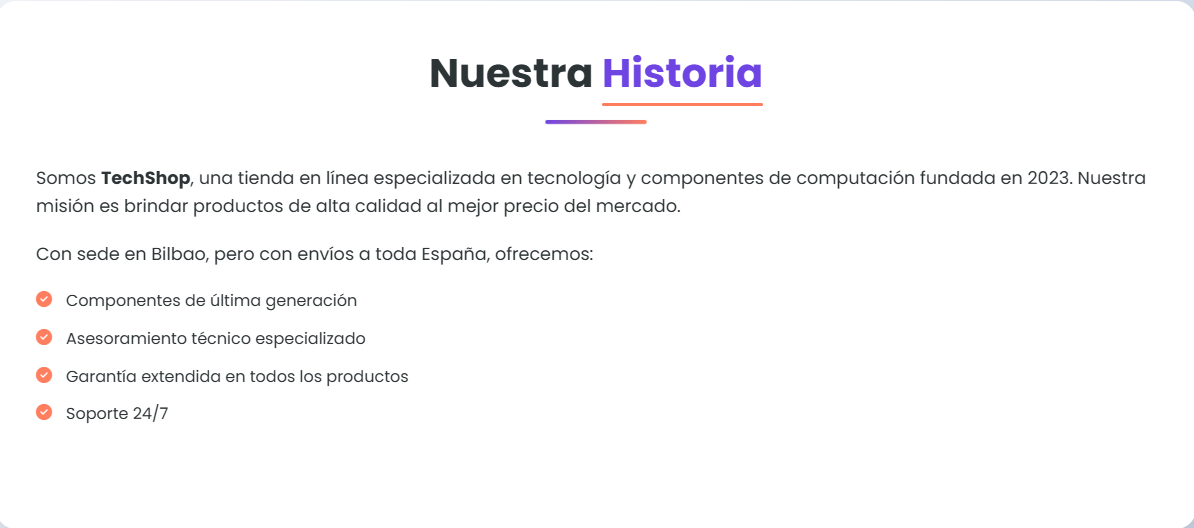 Nuestra Historia
Somos TechShop, una tienda en línea especializada en tecnología y componentes de computación fundada en 2023. Nuestra
misión es brindar productos de alta calidad al mejor precio del mercado.
Con sede en Bilbao, pero con envíos a toda España, ofrecemos:
Componentes de última generación
Asesoramiento técnico especializado
Garantía extendida en todos los productos
Soporte 24/7